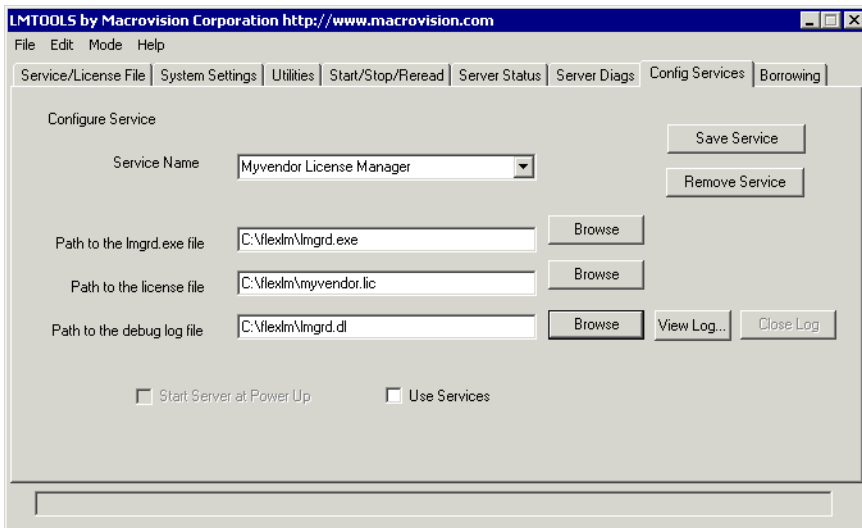 LMTOOLS by Macrovision Corporation http://www.macrovision.com
File Edit Mode Help
Service/License File System Settings Utilities Start/Stop/Reread Server Status Server Diags Config Services Borrowing
Configure Service
Save Service
Service Name Myvendor License Manager
Remove Service
Path to the lmgrd.exe file C:\flexlm\lmgrd.exe Browse
Path to the license file C:\flexlm\myvendor.lic Browse
Path to the debug log file C:\flexlm\lmgrd.dl Browse View Log... Close Log
Start Server at Power Up Use Services